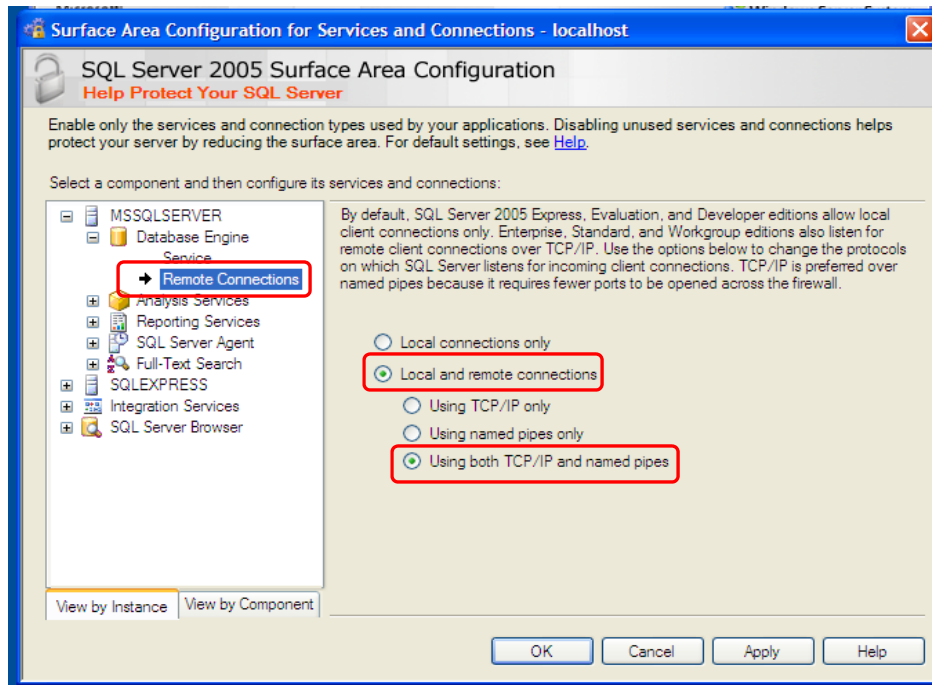 Surface Area Configuration for Services and Connections - localhost
SQL Server 2005 Surface Area Configuration
Help Protect Your SQL Server
Enable only the services and connection types used by your applications. Disabling unused services and connections helps
protect your server by reducing the surface area. For default settings, see Help.
Select a component and then configure its services and connections:
MSSQLSERVER
Database Engine
Service
Remote Connections
Analysis Services
Reporting Services
SQL Server Agent
Full-Text Search
SQLEXPRESS
Integration Services
SQL Server Browser
View by Instance
View by Component
By default, SQL Server 2005 Express, Evaluation, and Developer editions allow local
client connections only. Enterprise, Standard, and Workgroup editions also listen for
remote client connections over TCP/IP. Use the options below to change the protocols
on which SQL Server listens for incoming client connections. TCP/IP is preferred over
named pipes because it requires fewer ports to be opened across the firewall.
Local connections only
Local and remote connections
Using TCP/IP only
Using named pipes only
Using both TCP/IP and named pipes
OK
Cancel
Apply
Help